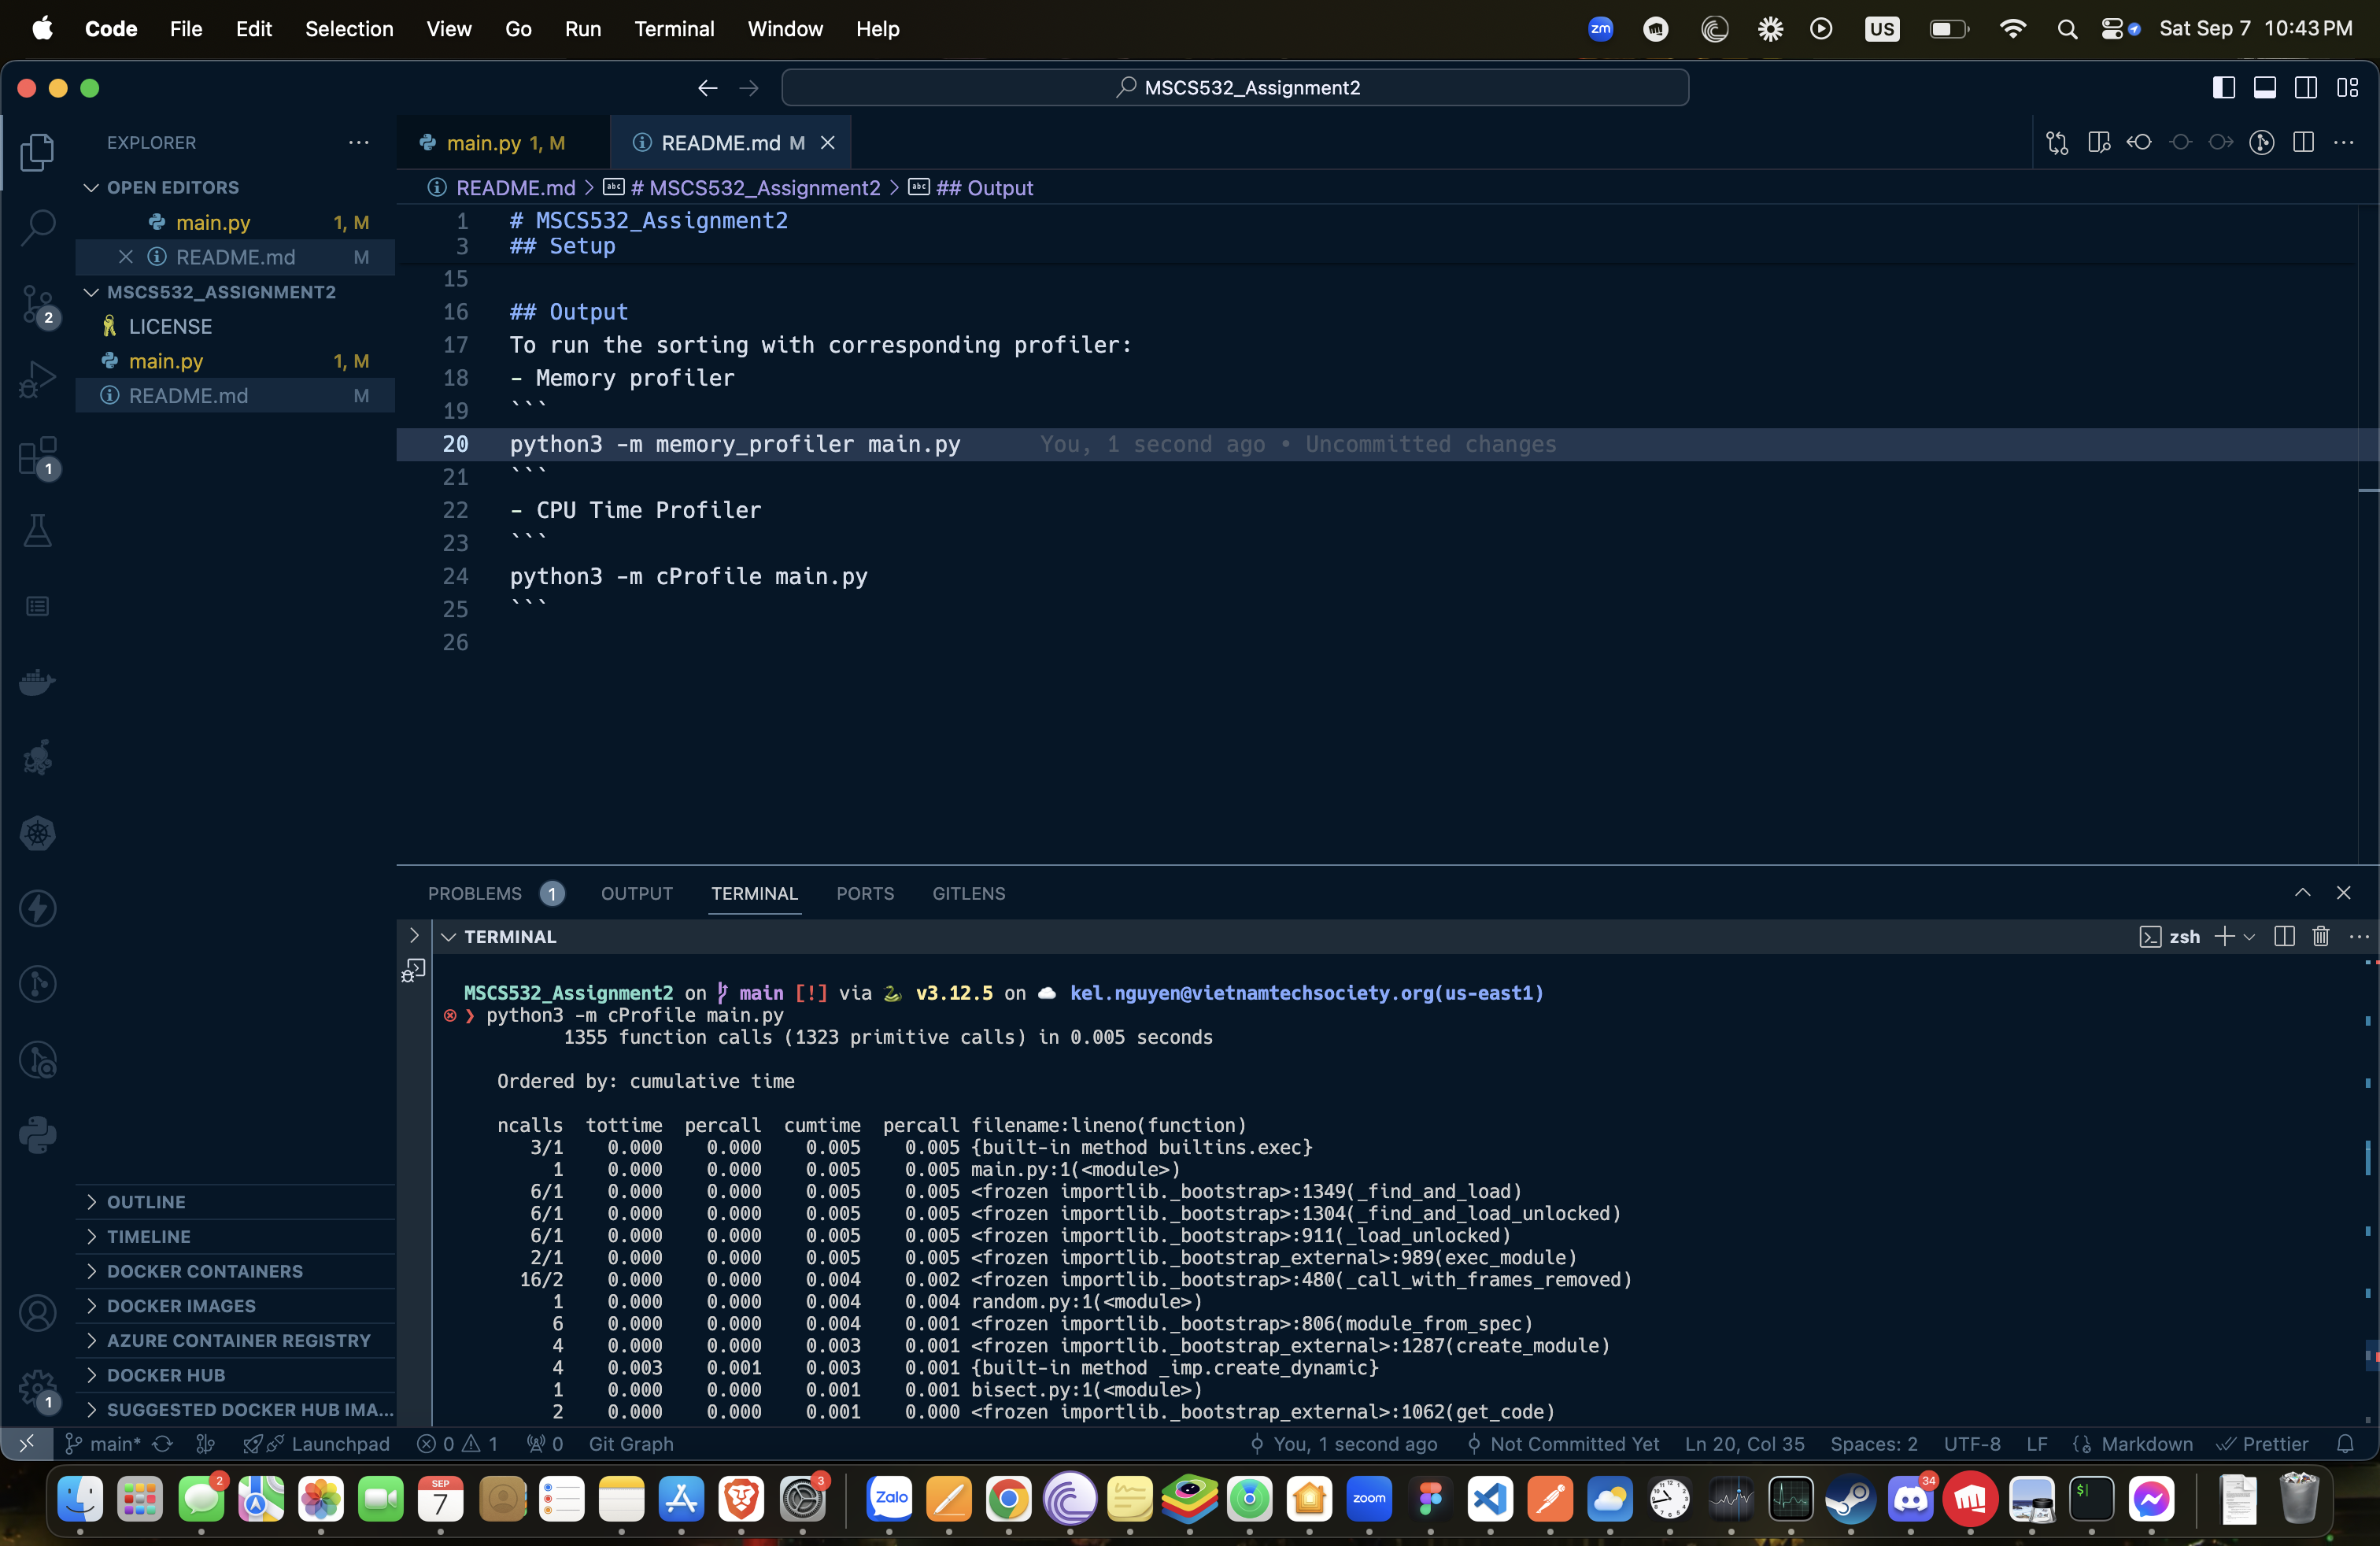 Code File Edit Selection View Go Run Terminal Window Help
zm US Sat Sep 7 10:43 PM
MSCS532_Assignment2
EXPLORER
OPEN EDITORS
main.py 1, M
README.md M
MSCS532_ASSIGNMENT2
LICENSE
main.py 1, M
README.md M
2
1
OUTLINE
TIMELINE
DOCKER CONTAINERS
DOCKER IMAGES
AZURE CONTAINER REGISTRY
DOCKER HUB
SUGGESTED DOCKER HUB IMA...
1
main.py 1, M README.md M
README.md > # MSCS532_Assignment2 > ## Output
1 # MSCS532_Assignment2
3 ## Setup
15
16 ## Output
17 To run the sorting with corresponding profiler:
18 - Memory profiler
19 ```
20 python3 -m memory_profiler main.py You, 1 second ago • Uncommitted changes
21 ```
22 - CPU Time Profiler
23 ```
24 python3 -m cProfile main.py
25 ```
26
PROBLEMS 1 OUTPUT TERMINAL PORTS GITLENS
TERMINAL zsh
MSCS532_Assignment2 on main [!] via v3.12.5 on kel.nguyen@vietnamtechsociety.org(us-east1)
❯ python3 -m cProfile main.py
1355 function calls (1323 primitive calls) in 0.005 seconds
Ordered by: cumulative time
ncalls tottime percall cumtime percall filename:lineno(function)
3/1 0.000 0.000 0.005 0.005 {built-in method builtins.exec}
1 0.000 0.000 0.005 0.005 main.py:1(<module>)
6/1 0.000 0.000 0.005 0.005 <frozen importlib._bootstrap>:1349(_find_and_load)
6/1 0.000 0.000 0.005 0.005 <frozen importlib._bootstrap>:1304(_find_and_load_unlocked)
6/1 0.000 0.000 0.005 0.005 <frozen importlib._bootstrap>:911(_load_unlocked)
2/1 0.000 0.000 0.005 0.005 <frozen importlib._bootstrap_external>:989(exec_module)
16/2 0.000 0.000 0.004 0.002 <frozen importlib._bootstrap>:480(_call_with_frames_removed)
1 0.000 0.000 0.004 0.004 random.py:1(<module>)
6 0.000 0.000 0.004 0.001 <frozen importlib._bootstrap>:806(module_from_spec)
4 0.000 0.000 0.003 0.001 <frozen importlib._bootstrap_external>:1287(create_module)
4 0.003 0.001 0.003 0.001 {built-in method _imp.create_dynamic}
1 0.000 0.000 0.001 0.001 bisect.py:1(<module>)
2 0.000 0.000 0.001 0.000 <frozen importlib._bootstrap_external>:1062(get_code)
main* Launchpad 0 1 0 Git Graph You, 1 second ago Not Committed Yet Ln 20, Col 35 Spaces: 2 UTF-8 LF Markdown Prettier
2 SEP 7 3 Zalo zoom 34 $